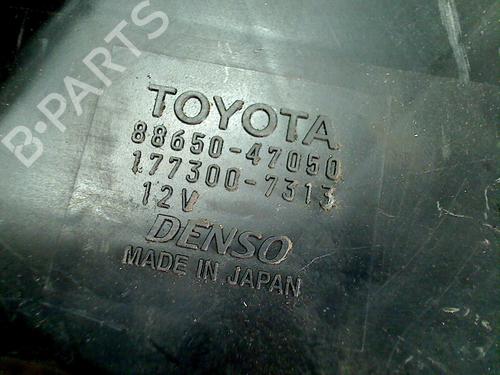 B-PARTS
TOYOTA
88650-47050
177300-7313
12V
DENSO
MADE IN JAPAN